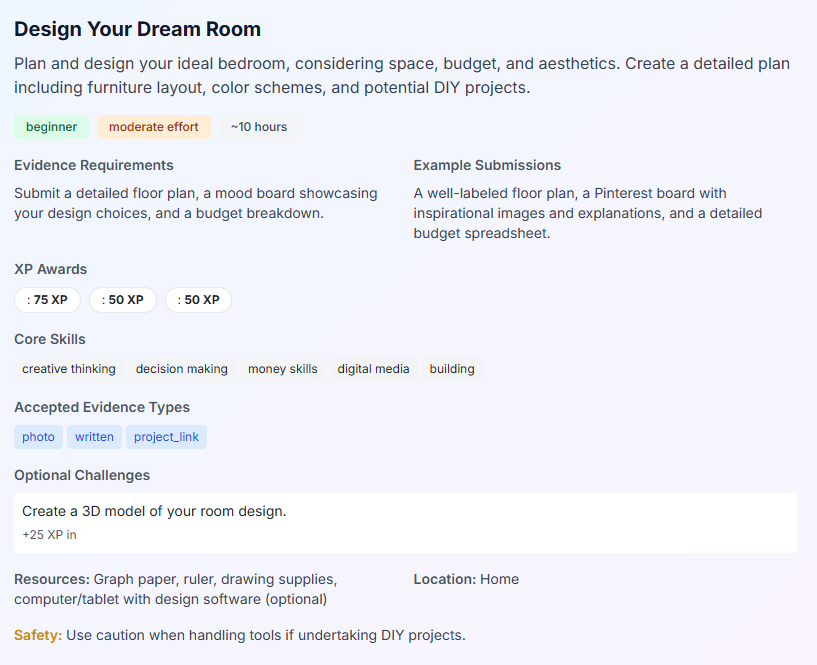 Design Your Dream Room
Plan and design your ideal bedroom, considering space, budget, and aesthetics. Create a detailed plan
including furniture layout, color schemes, and potential DIY projects.
beginner
moderate effort
~10 hours
Evidence Requirements
Submit a detailed floor plan, a mood board showcasing
your design choices, and a budget breakdown.
Example Submissions
A well-labeled floor plan, a Pinterest board with
inspirational images and explanations, and a detailed
budget spreadsheet.
XP Awards
: 75 XP
: 50 XP
: 50 XP
Core Skills
creative thinking
decision making
money skills
digital media
building
Accepted Evidence Types
photo
written
project_link
Optional Challenges
Create a 3D model of your room design.
+25 XP in
Resources: Graph paper, ruler, drawing supplies,
computer/tablet with design software (optional)
Location: Home
Safety: Use caution when handling tools if undertaking DIY projects.